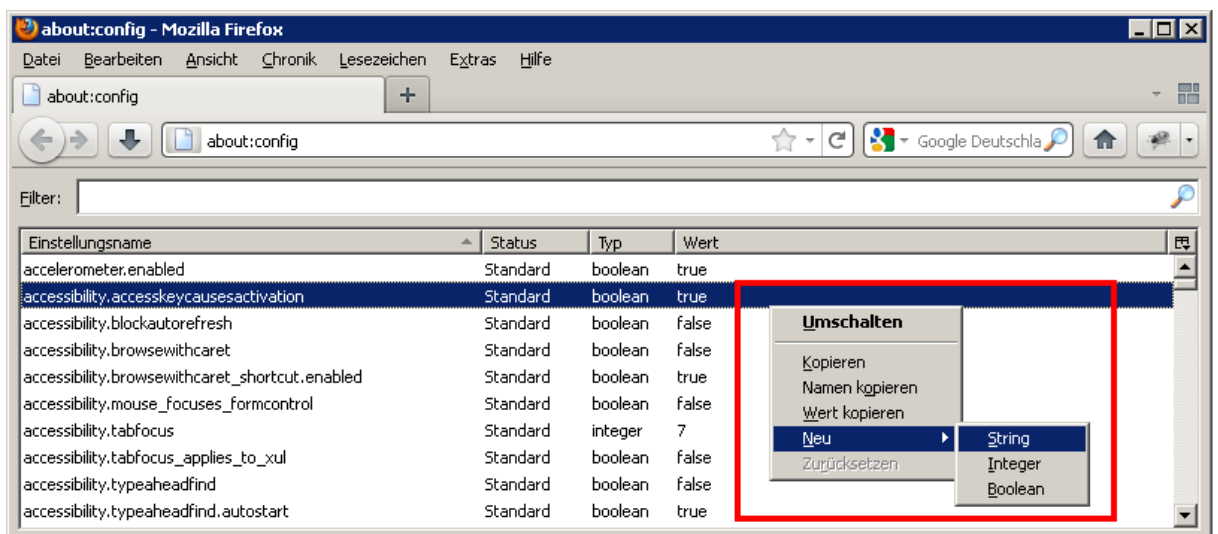 about:config - Mozilla Firefox
Datei Bearbeiten Ansicht Chronik Lesezeichen Extras Hilfe
about:config
about:config Google Deutschla
Filter:
Einstellungsname Status Typ Wert
accelerometer.enabled Standard boolean true
accessibility.accesskeycausesactivation Standard boolean true
accessibility.blockautorefresh Standard boolean false
accessibility.browsewithcaret Standard boolean false
accessibility.browsewithcaret_shortcut.enabled Standard boolean true
accessibility.mouse_focuses_formcontrol Standard boolean false
accessibility.tabfocus Standard integer 7
accessibility.tabfocus_applies_to_xul Standard boolean false
accessibility.typeaheadfind Standard boolean false
accessibility.typeaheadfind.autostart Standard boolean true
Umschalten
Kopieren
Namen kopieren
Wert kopieren
Neu
Zurücksetzen
String
Integer
Boolean